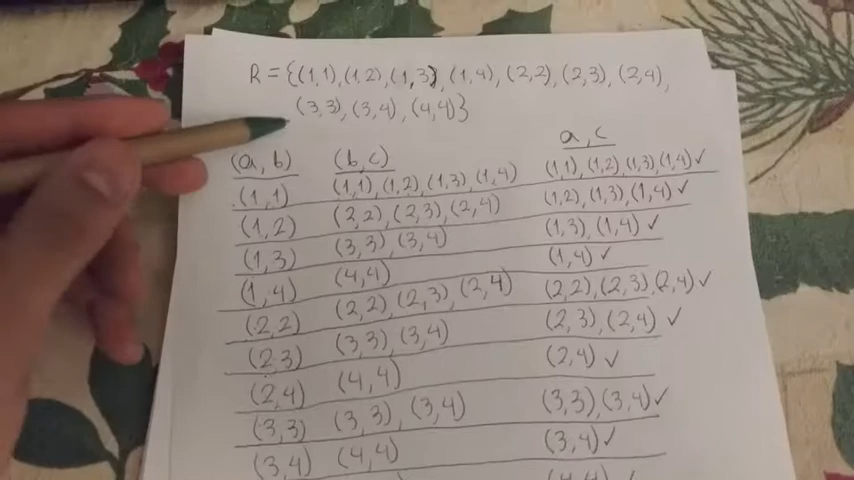 R = {(1,1),(1,2),(1,3),(1,4),(2,2),(2,3),(2,4),
(3,3),(3,4),(4,4)}
(a,b) (b,c) a,c
(1,1) (1,1),(1,2),(1,3),(1,4) (1,1),(1,2),(1,3),(1,4)✓
(1,2) (2,2),(2,3),(2,4) (1,2),(1,3),(1,4)✓
(1,3) (3,3),(3,4) (1,3),(1,4)✓
(1,4) (4,4) (1,4)✓
(2,2) (2,2),(2,3),(2,4) (2,2),(2,3),(2,4)✓
(2,3) (3,3),(3,4) (2,3),(2,4)✓
(2,4) (4,4) (2,4)✓
(3,3) (3,3),(3,4) (3,3),(3,4)✓
(3,4) (4,4) (3,4)✓
(4,4)✓